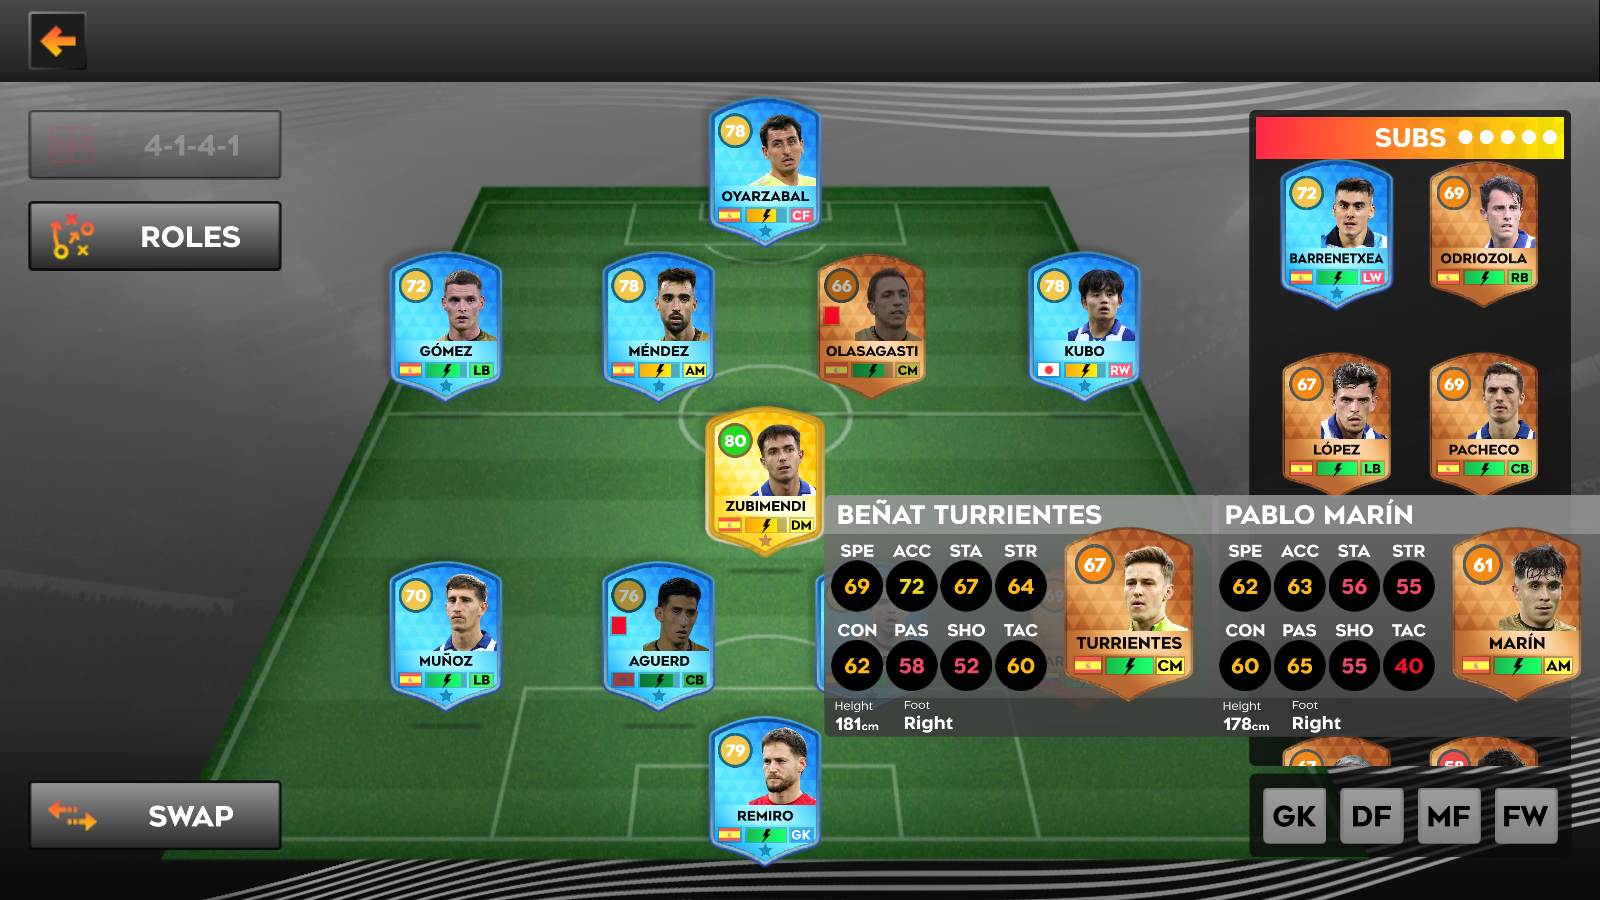 4-1-4-1
ROLES
SWAP
78
OYARZABAL
CF
72
GÓMEZ
LB
78
MÉNDEZ
AM
66
OLASAGASTI
CM
78
KUBO
RW
80
ZUBIMENDI
DM
70
MUÑOZ
LB
76
AGUERD
CB
79
REMIRO
GK
SUBS
72
BARRENETXEA
LW
69
ODRIOZOLA
RB
67
LÓPEZ
LB
69
PACHECO
CB
BEÑAT TURRIENTES
SPE ACC STA STR
69 72 67 64
CON PAS SHO TAC
62 58 52 60
Height Foot
181cm Right
67
TURRIENTES
CM
PABLO MARÍN
SPE ACC STA STR
62 63 56 55
CON PAS SHO TAC
60 65 55 40
Height Foot
178cm Right
61
MARÍN
AM
GK DF MF FW